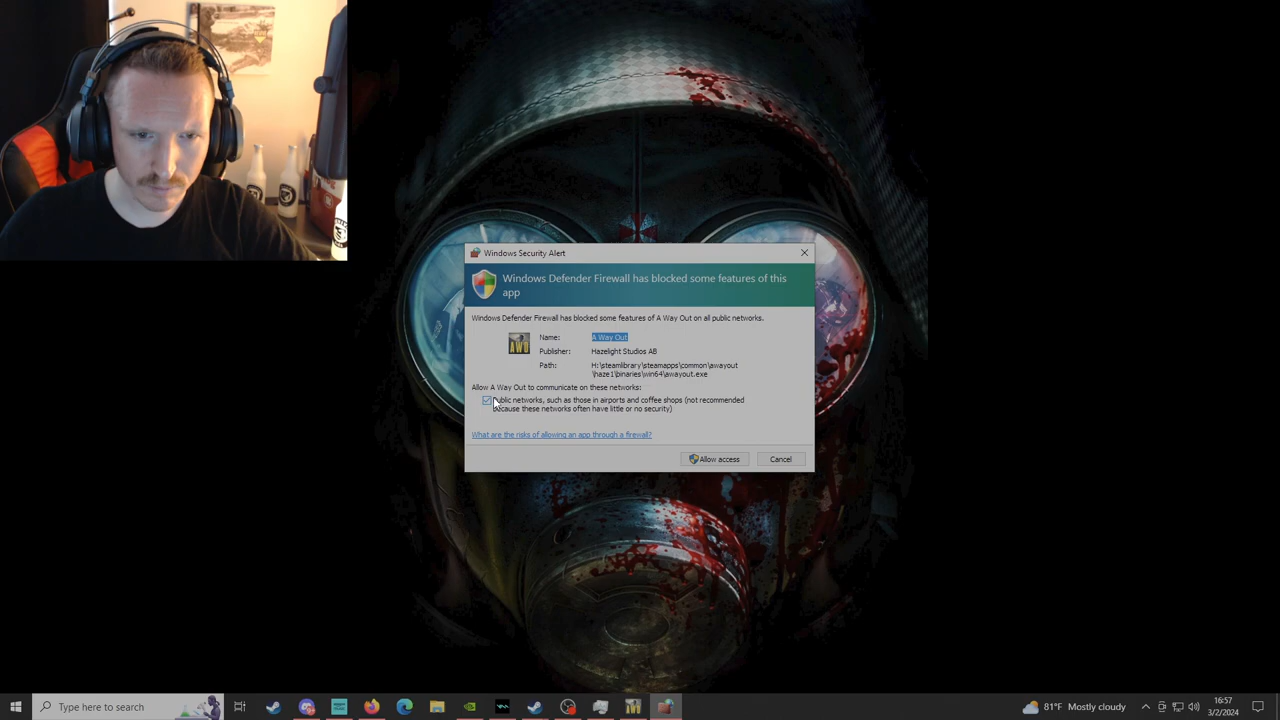 Windows Security Alert
Windows Defender Firewall has blocked some features of this
app
Windows Defender Firewall has blocked some features of A Way Out on all public networks.
AWO
Name: A Way Out
Publisher: Hazelight Studios AB
Path: H:\steamlibrary\steamapps\common\awayout
\haze1\binaries\win64\awayout.exe
Allow A Way Out to communicate on these networks:
Public networks, such as those in airports and coffee shops (not recommended
because these networks often have little or no security)
What are the risks of allowing an app through a firewall?
Allow access
Cancel
Type here to search
81°F Mostly cloudy
16:57
3/2/2024